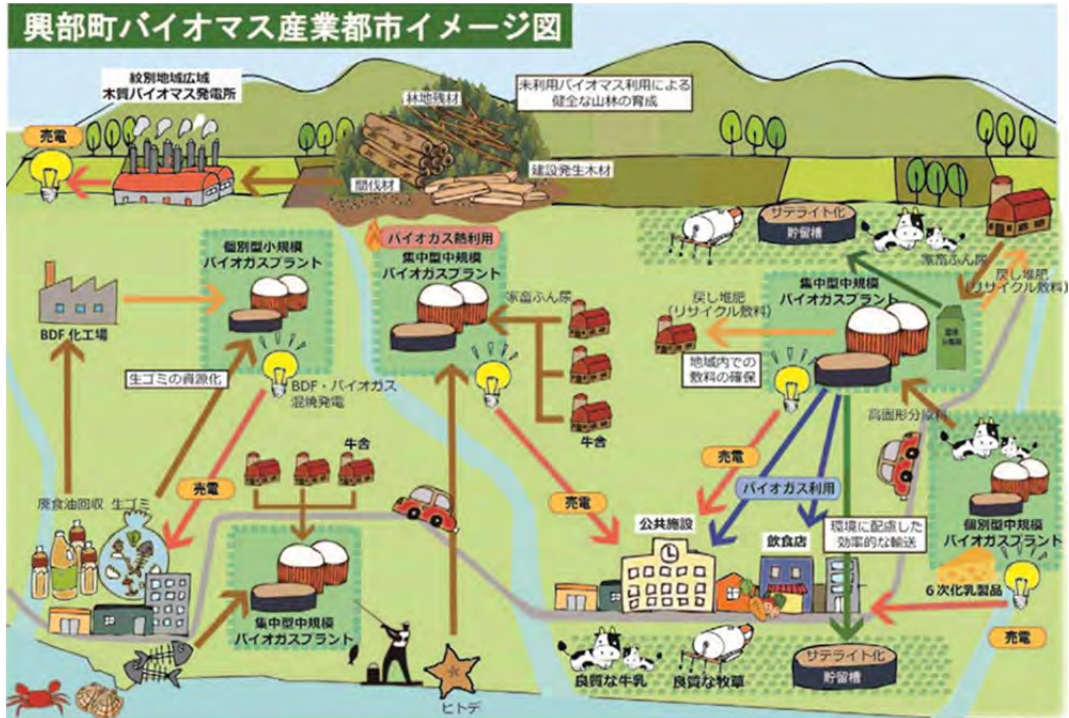 興部町バイオマス産業都市イメージ図
紋別地域広域
木質バイオマス発電所
売電
林地残材
未利用バイオマス利用による
健全な山林の育成
間伐材
建設発生木材
バイオガス熱利用
個別型小規模
バイオガスプラント
集中型中規模
バイオガスプラント
家畜ふん尿
サテライト化
貯留槽
家畜ふん尿
戻し堆肥
(リサイクル敷料)
集中型中規模
バイオガスプラント
戻し堆肥
(リサイクル敷料)
BDF化工場
生ゴミの資源化
BDF・バイオガス
混焼発電
地域内での
敷料の確保
牛舎
高固形分原料
牛舎
売電
廃食油回収
生ゴミ
売電
売電
バイオガス利用
公共施設
飲食店
環境に配慮した
効率的な輸送
個別型中規模
バイオガスプラント
6次化乳製品
集中型中規模
バイオガスプラント
売電
サテライト化
貯留槽
良質な牛乳
良質な牧草
ヒトデ